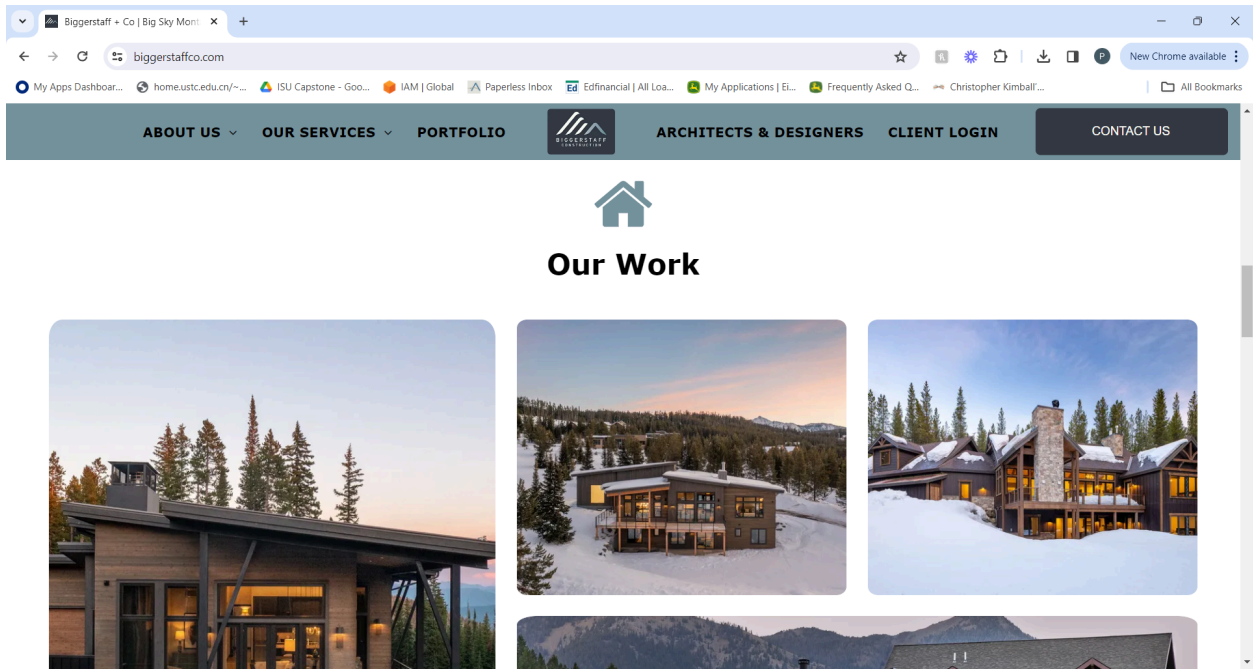 Biggerstaff + Co | Big Sky Mont
biggerstaffco.com
New Chrome available
My Apps Dashboar... home.ustc.edu.cn/~... ISU Capstone - Goo... IAM | Global Paperless Inbox Ed Edfinancial | All Loa... My Applications | Ei... Frequently Asked Q... Christopher Kimball'... All Bookmarks
ABOUT US OUR SERVICES PORTFOLIO BIGGERSTAFF ARCHITECTS & DESIGNERS CLIENT LOGIN CONTACT US
CONSTRUCTION
Our Work